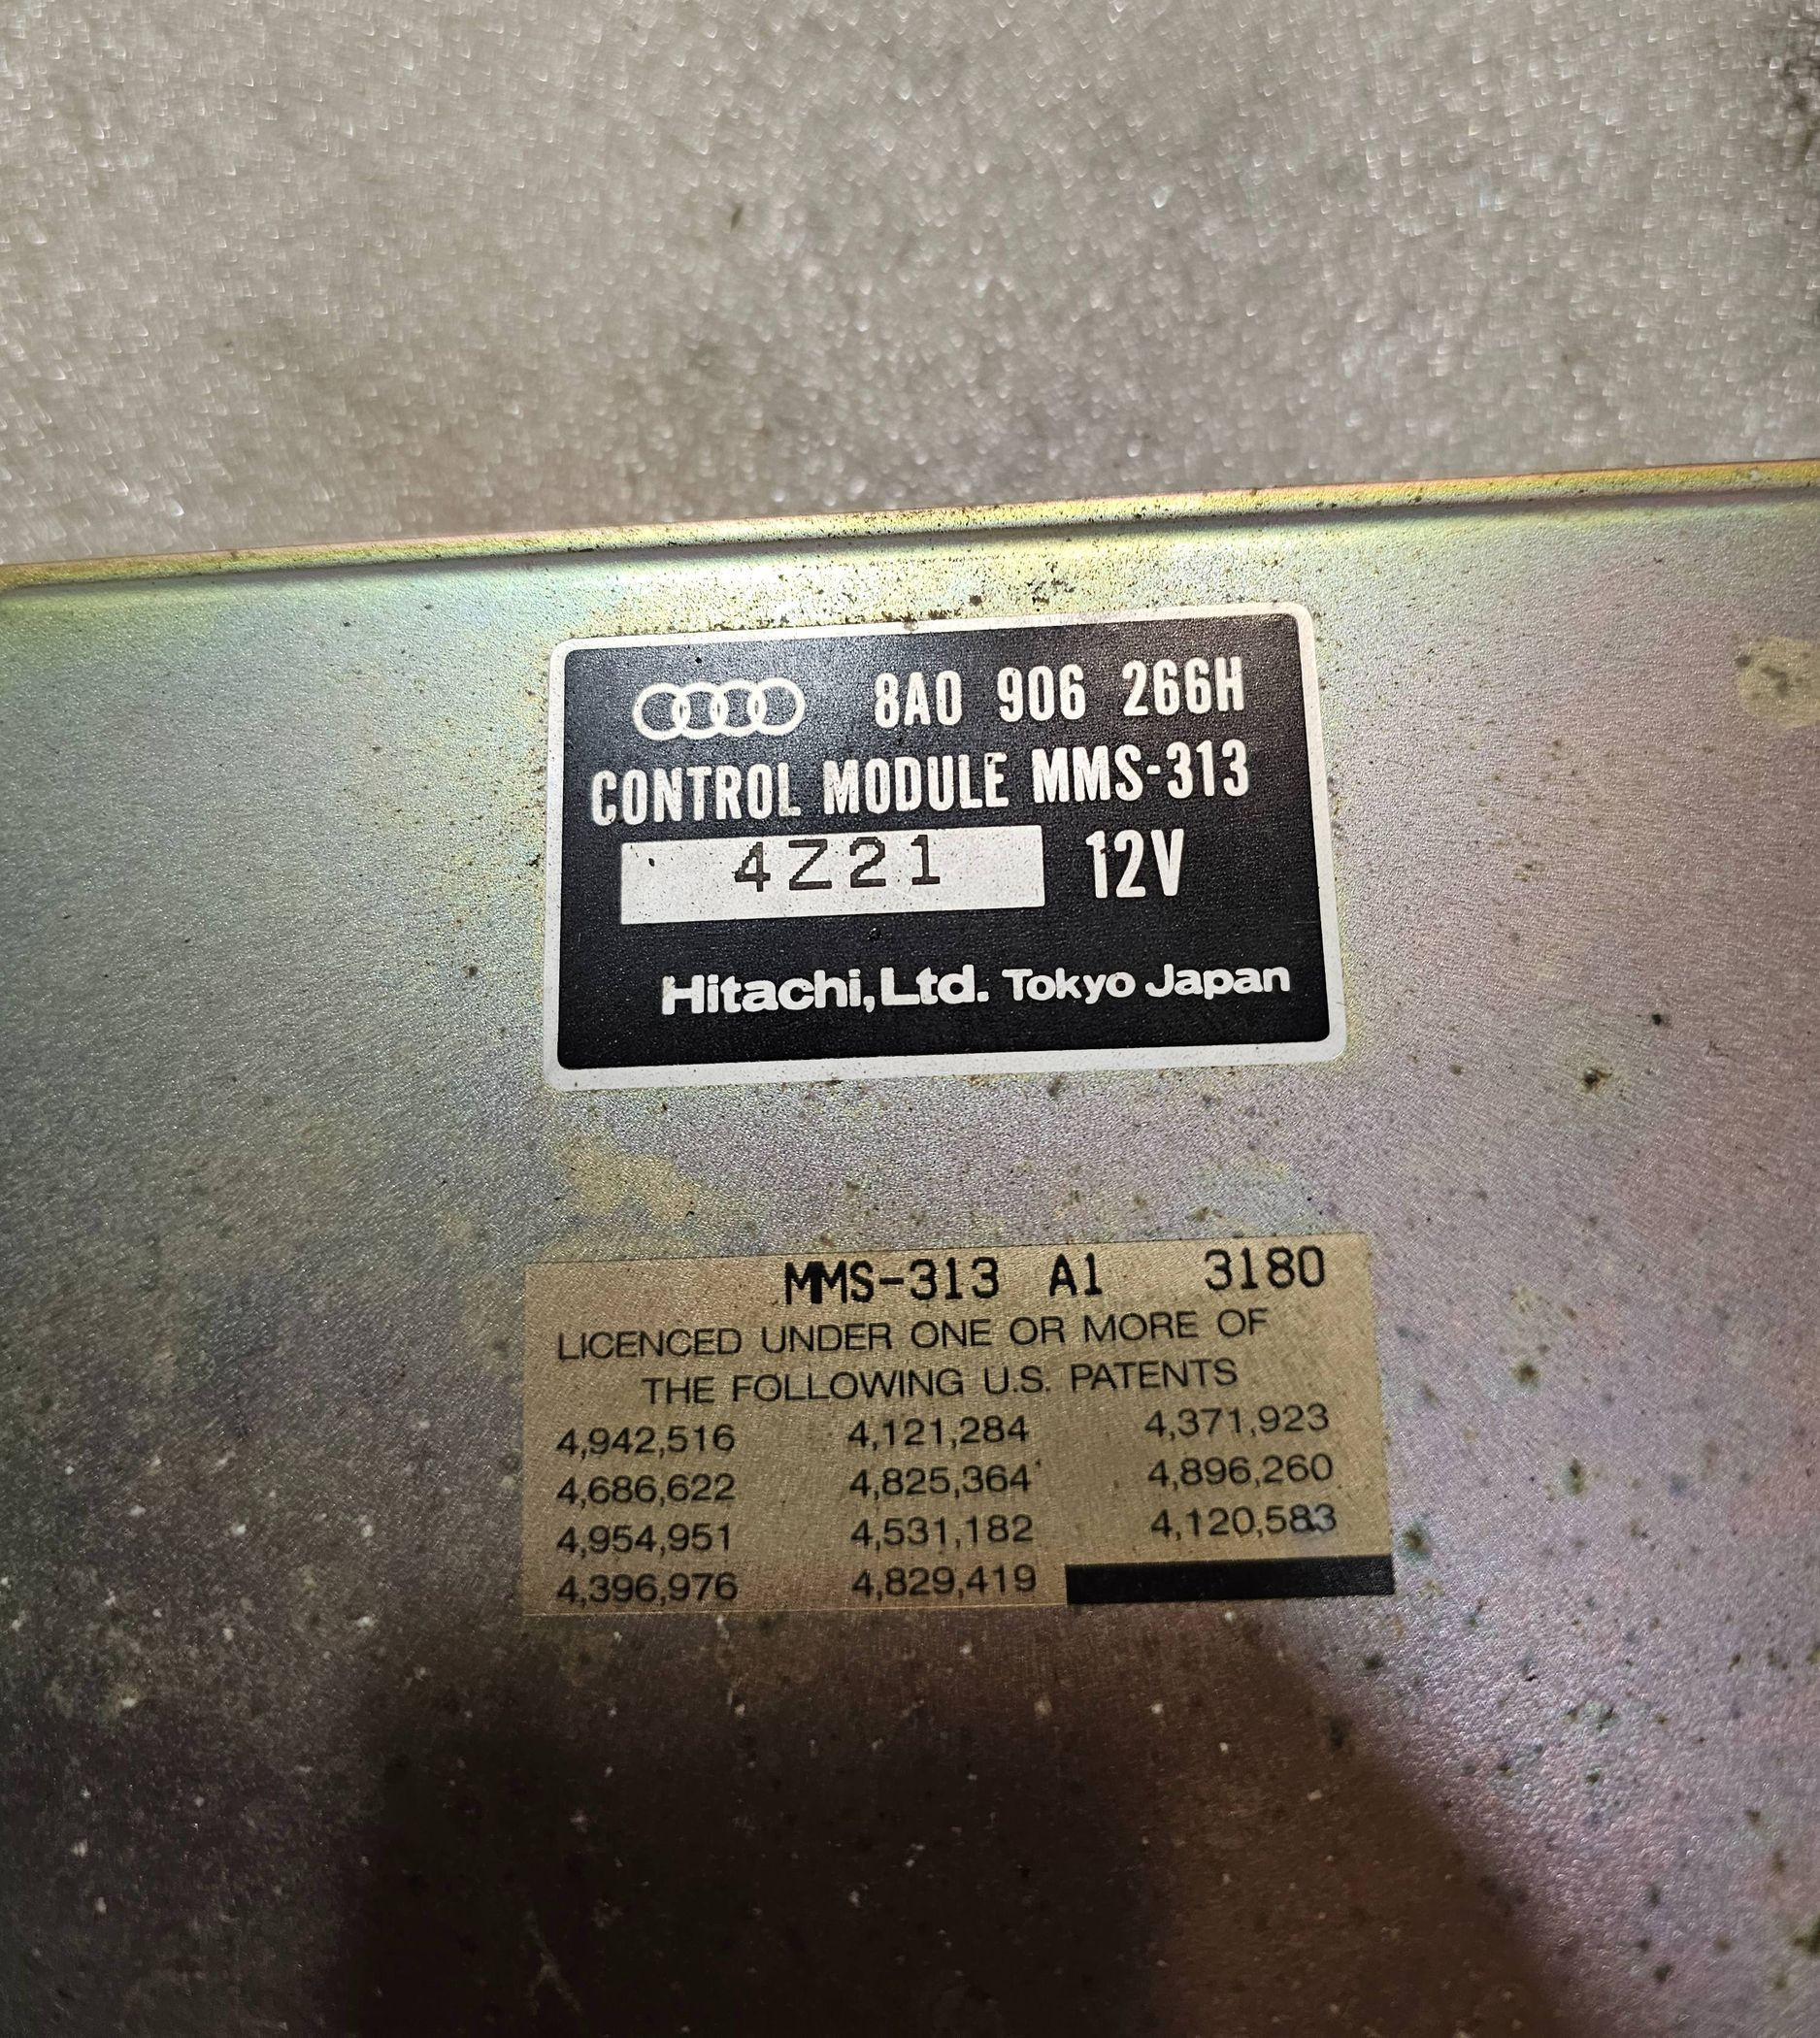 8A0 906 266H
CONTROL MODULE MMS-313
4Z21 12V
Hitachi, Ltd. Tokyo Japan
MMS-313 A1 3180
LICENCED UNDER ONE OR MORE OF
THE FOLLOWING U.S. PATENTS
4,942,516 4,121,284 4,371,923
4,686,622 4,825,364 4,896,260
4,954,951 4,531,182 4,120,583
4,396,976 4,829,419